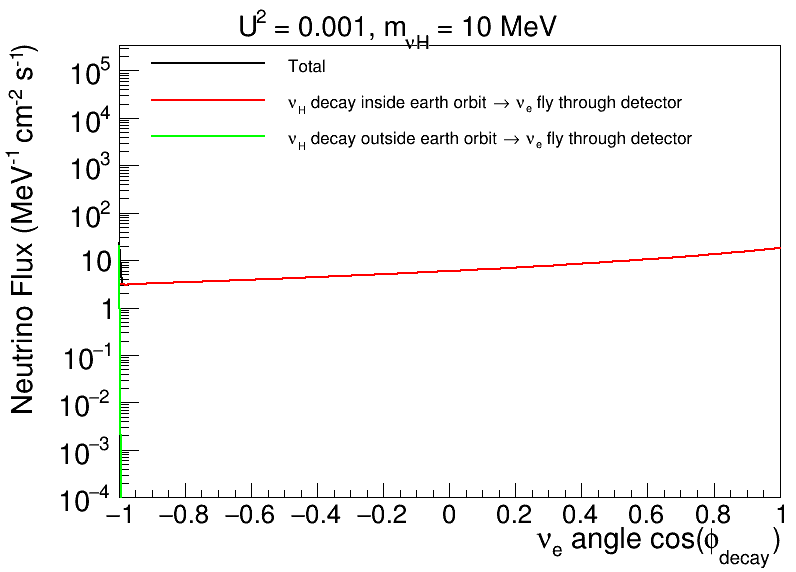 U² = 0.001, m_νH = 10 MeV
Total
ν_H decay inside earth orbit → ν_e fly through detector
ν_H decay outside earth orbit → ν_e fly through detector
Neutrino Flux (MeV⁻¹ cm⁻² s⁻¹)
10⁵
10⁴
10³
10²
10
1
10⁻¹
10⁻²
10⁻³
10⁻⁴
−1 −0.8 −0.6 −0.4 −0.2 0 0.2 0.4 0.6 0.8 1
ν_e angle cos(ϕ_decay)